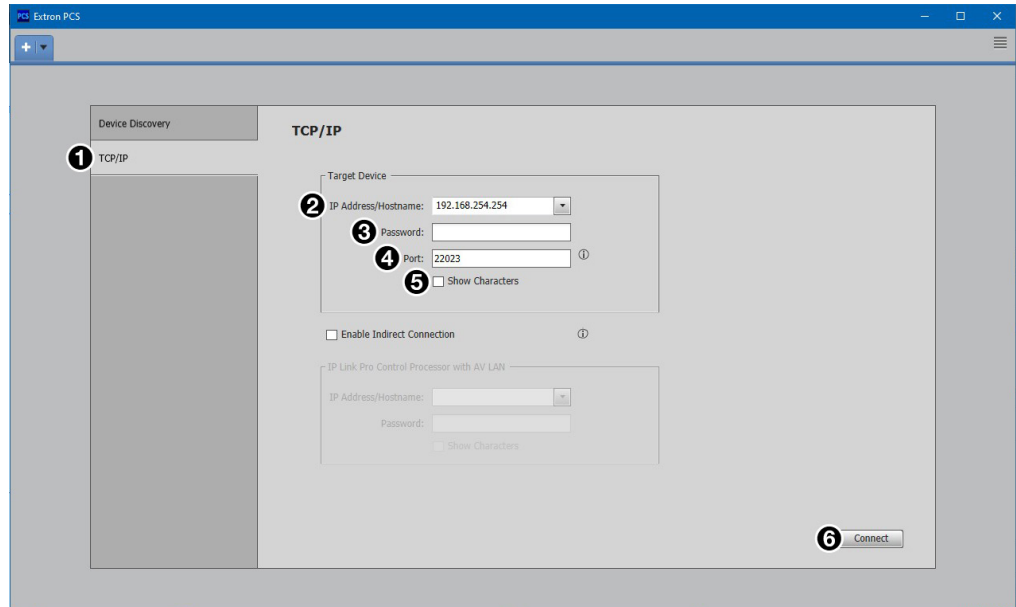 PCS Extron PCS
+
Device Discovery
1 TCP/IP
TCP/IP
Target Device
2 IP Address/Hostname: 192.168.254.254
3 Password:
4 Port: 22023
5 Show Characters
Enable Indirect Connection
IP Link Pro Control Processor with AV LAN
IP Address/Hostname:
Password:
Show Characters
6 Connect